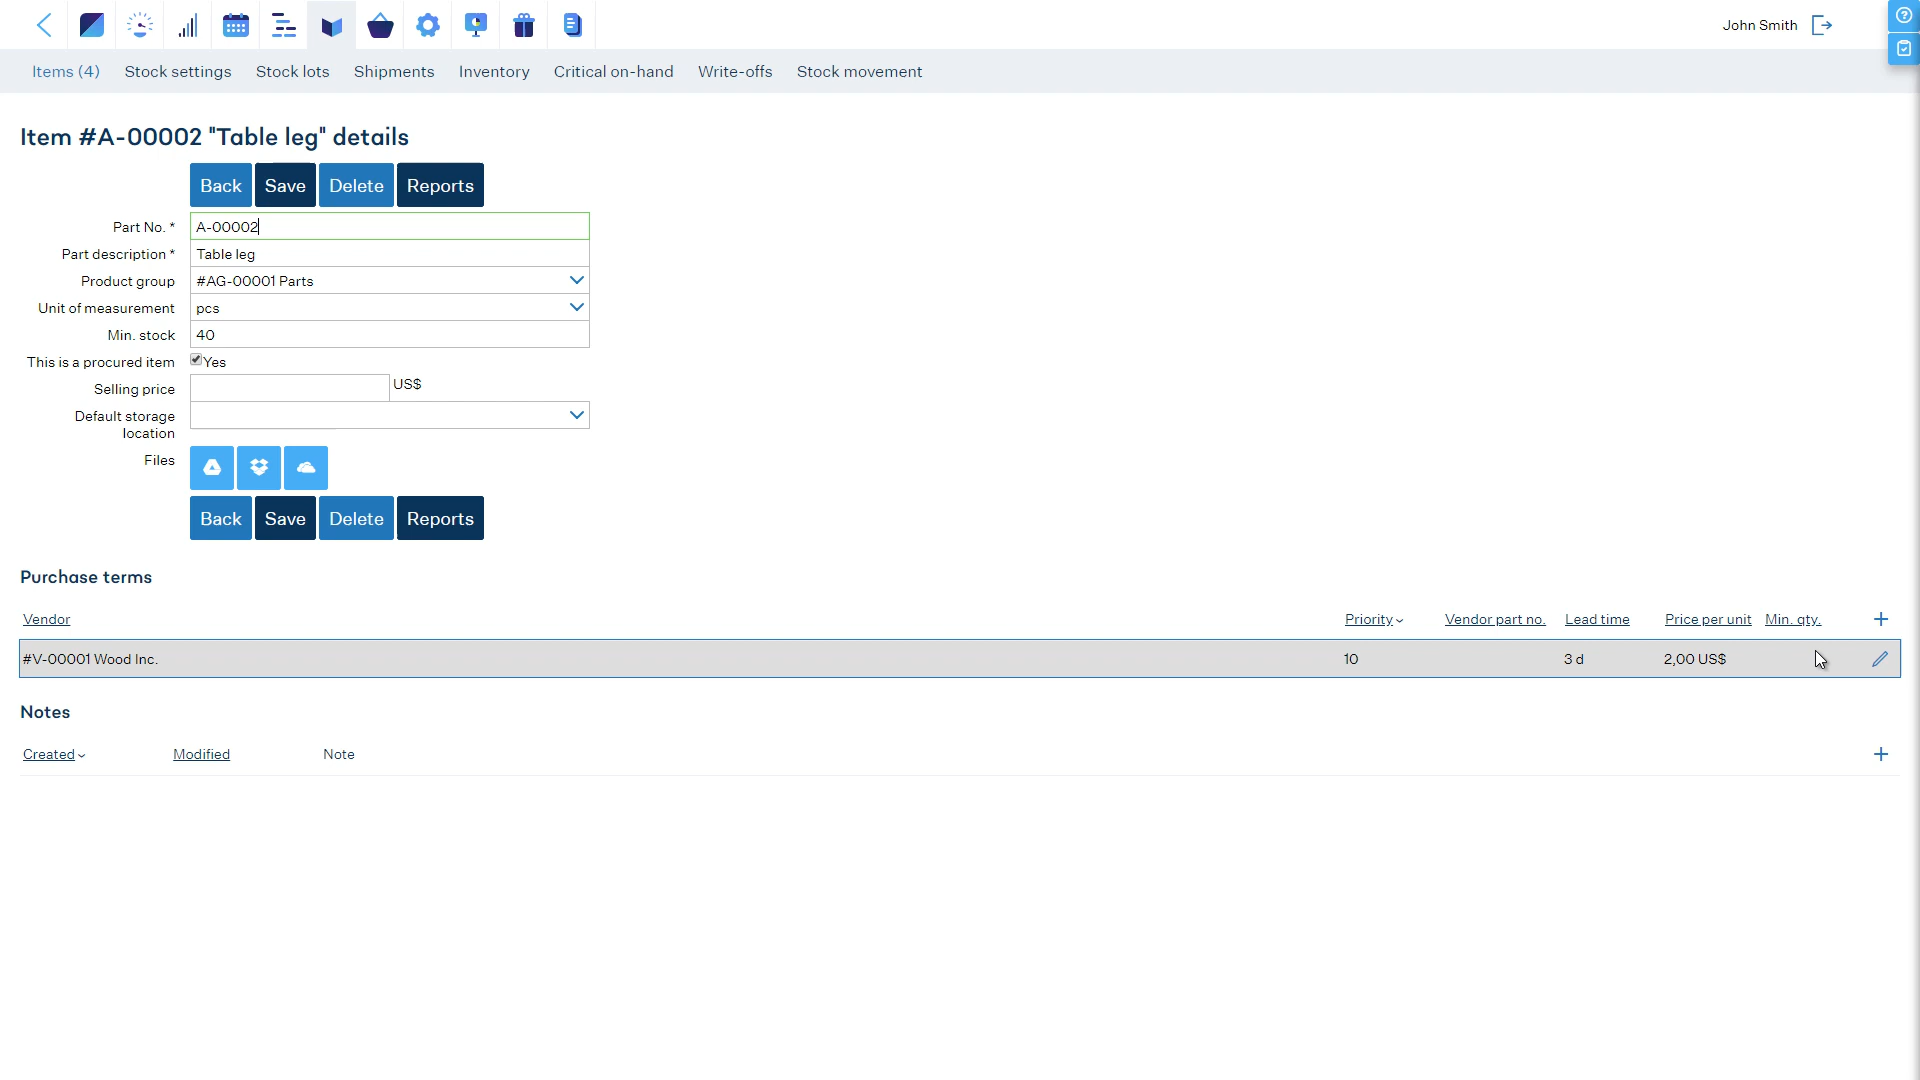 John Smith
Items (4) Stock settings Stock lots Shipments Inventory Critical on-hand Write-offs Stock movement
Item #A-00002 "Table leg" details
Back Save Delete Reports
Part No. * A-00002
Part description * Table leg
Product group #AG-00001 Parts
Unit of measurement pcs
Min. stock 40
This is a procured item Yes
Selling price US$
Default storage
location
Files
Back Save Delete Reports
Purchase terms
Vendor Priority Vendor part no. Lead time Price per unit Min. qty.
#V-00001 Wood Inc. 10 3 d 2,00 US$
Notes
Created Modified Note